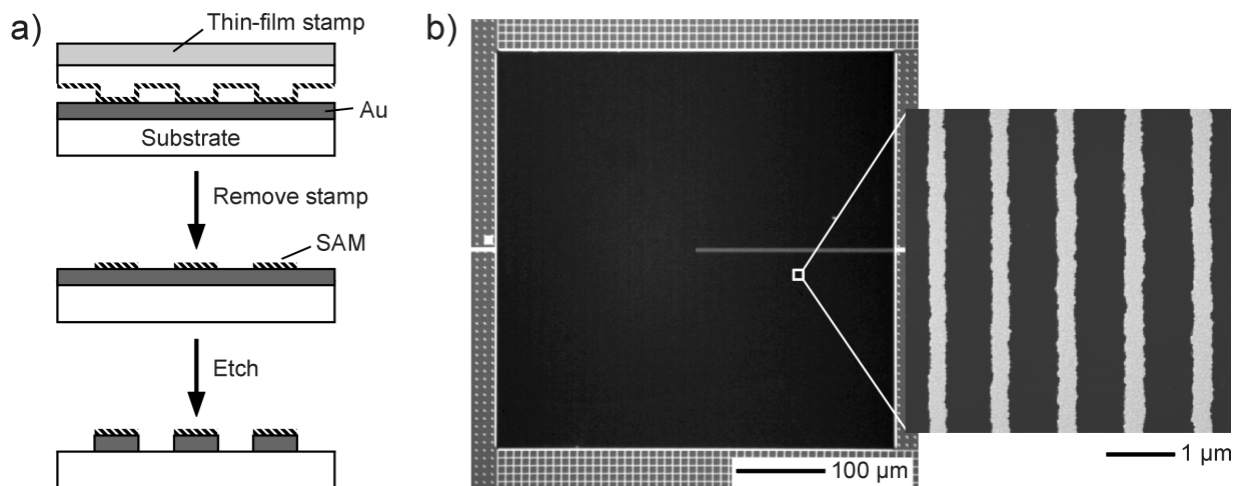 a)
Thin-film stamp
Au
Substrate
Remove stamp
SAM
Etch
b)
100 µm
1 µm